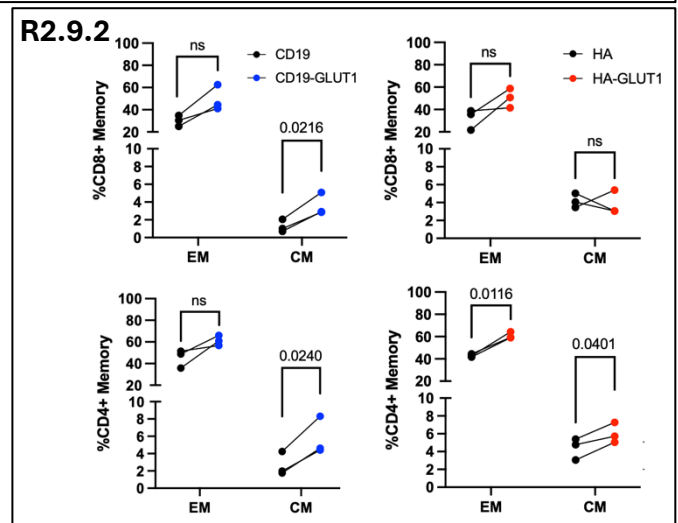 R2.9.2
%CD8+ Memory
100
80
60
40
20
10
8
6
4
2
0
ns
0.0216
EM
CM
CD19
CD19-GLUT1
%CD8+ Memory
100
80
60
40
20
10
8
6
4
2
0
ns
ns
EM
CM
HA
HA-GLUT1
%CD4+ Memory
100
80
60
40
20
10
8
6
4
2
0
ns
0.0240
EM
CM
%CD4+ Memory
100
80
60
40
20
10
8
6
4
2
0
0.0116
0.0401
EM
CM